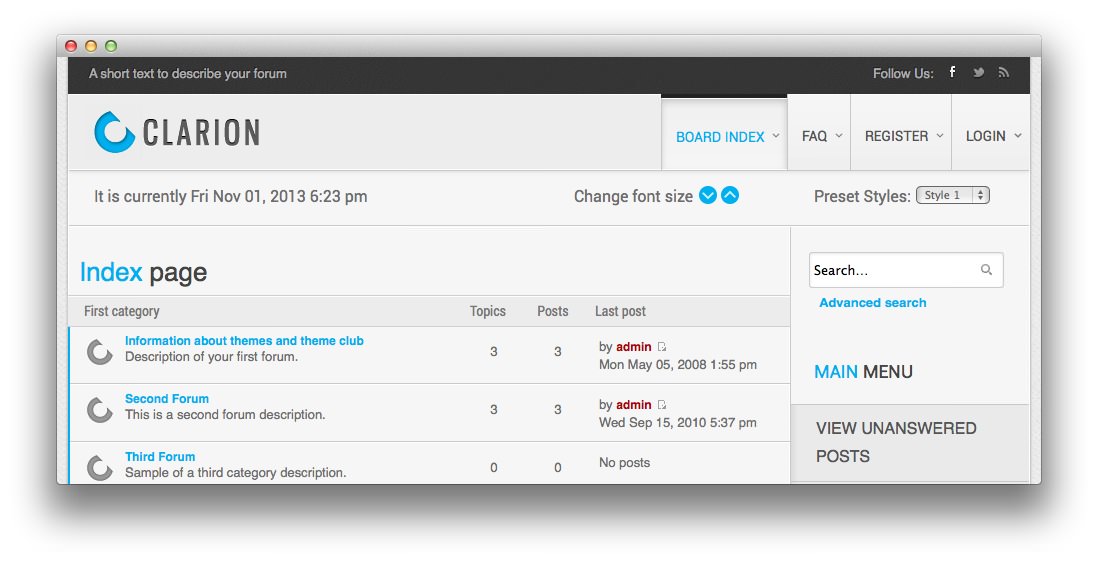 A short text to describe your forum
Follow Us:
CLARION
BOARD INDEX
FAQ
REGISTER
LOGIN
It is currently Fri Nov 01, 2013 6:23 pm
Change font size
Preset Styles: Style 1
Index page
First category Topics Posts Last post
Information about themes and theme club
Description of your first forum.
3 3
by admin
Mon May 05, 2008 1:55 pm
Second Forum
This is a second forum description.
3 3
by admin
Wed Sep 15, 2010 5:37 pm
Third Forum
Sample of a third category description.
0 0
No posts
Search...
Advanced search
MAIN MENU
VIEW UNANSWERED
POSTS